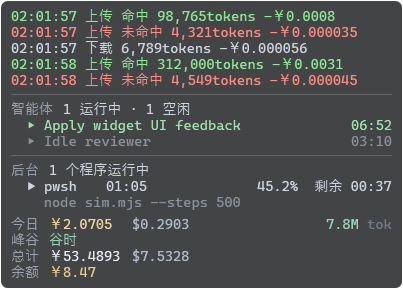 02:01:57 上传 命中 98,765tokens -￥0.0008
02:01:57 上传 未命中 4,321tokens -￥0.000035
02:01:57 下载 6,789tokens -￥0.000056
02:01:58 上传 命中 312,000tokens -￥0.0031
02:01:58 上传 未命中 4,549tokens -￥0.000045
智能体 1 运行中 · 1 空闲
▸ Apply widget UI feedback 06:52
▸ Idle reviewer 03:10
后台 1 个程序运行中
▸ pwsh 01:05 45.2% 剩余 00:37
node sim.mjs --steps 500
今日 ￥2.0705 $0.2903 7.8M tok
峰谷 谷时
总计 ￥53.4893 $7.5328
余额 ￥8.47